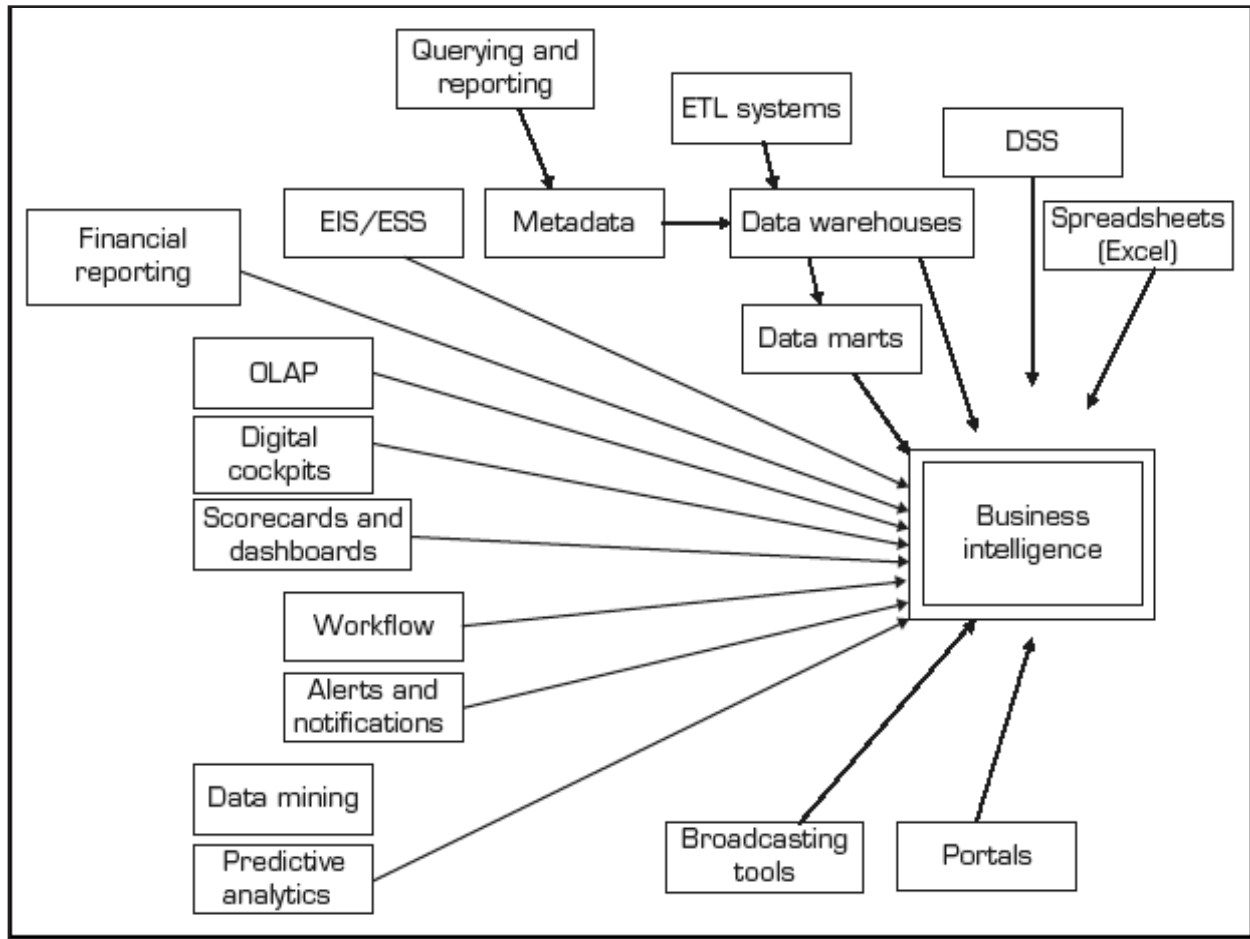 Querying and
reporting
ETL systems
DSS
EIS/ESS
Metadata
Data warehouses
Spreadsheets
(Excel)
Financial
reporting
Data marts
OLAP
Digital
cockpits
Scorecards and
dashboards
Business
intelligence
Workflow
Alerts and
notifications
Data mining
Predictive
analytics
Broadcasting
tools
Portals